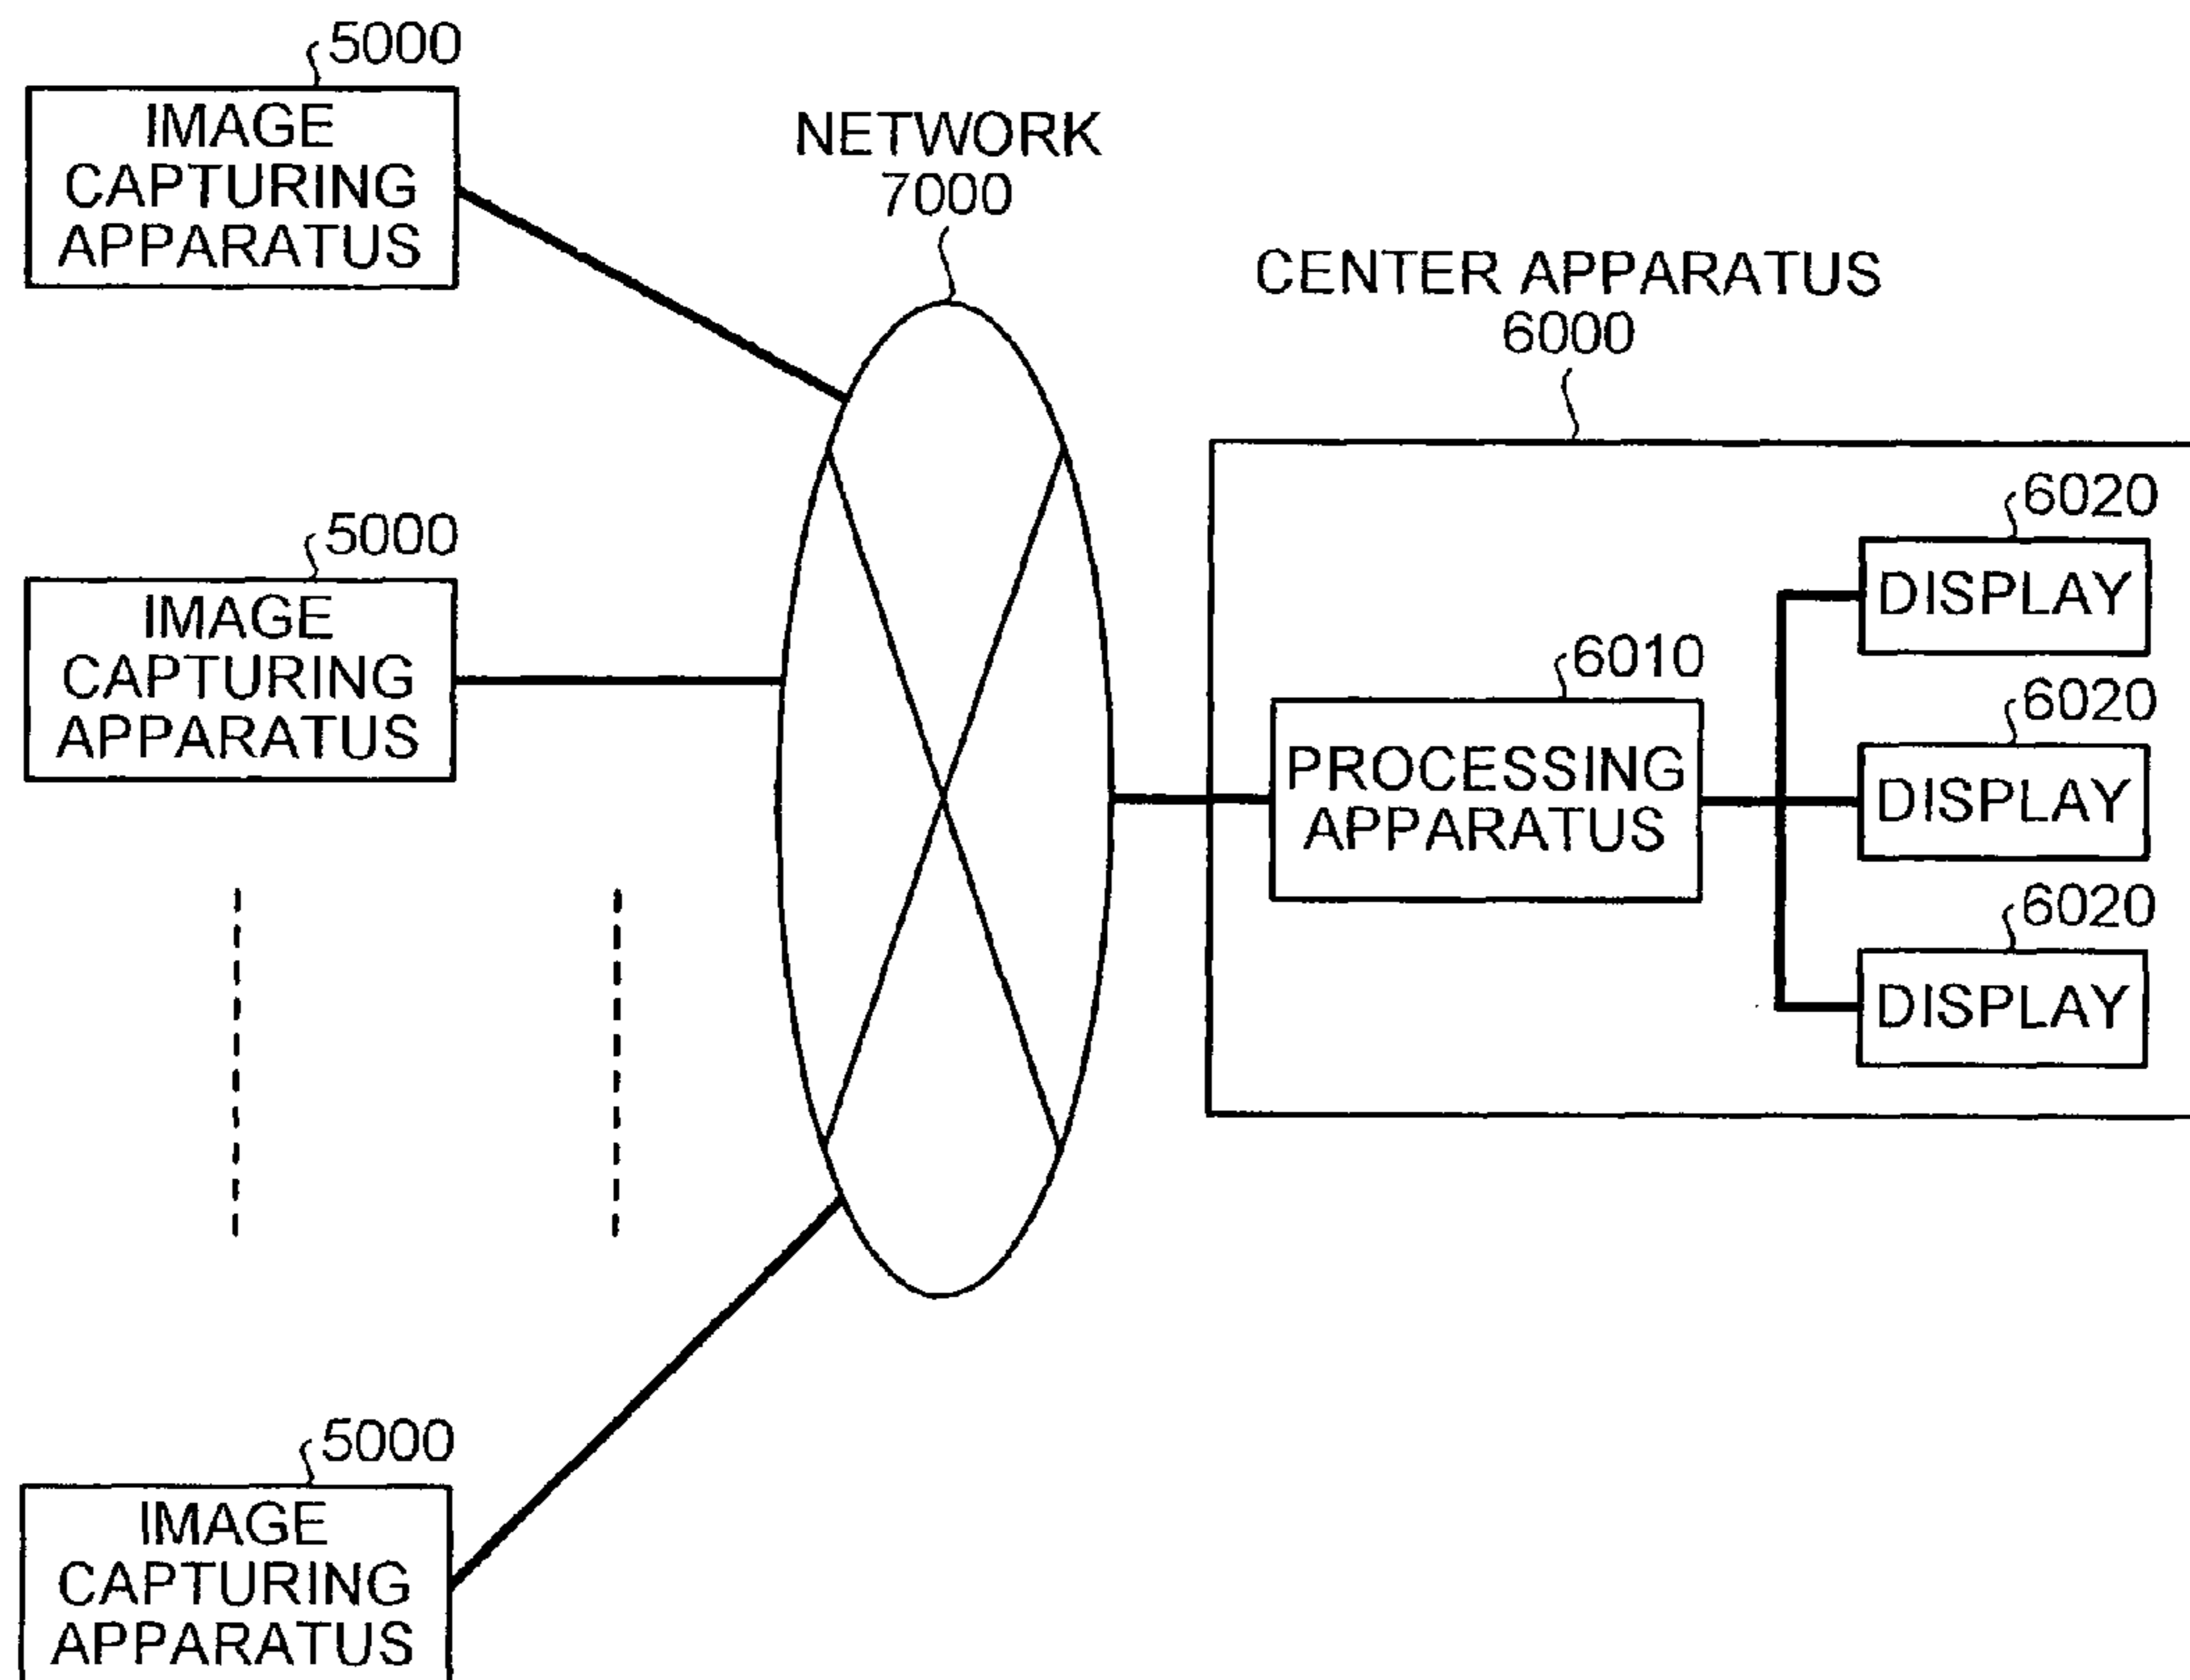 5000
IMAGE
CAPTURING
APPARATUS
NETWORK
7000
CENTER APPARATUS
6000
5000
IMAGE
CAPTURING
APPARATUS
6020
DISPLAY
6010
PROCESSING
APPARATUS
6020
DISPLAY
6020
DISPLAY
5000
IMAGE
CAPTURING
APPARATUS